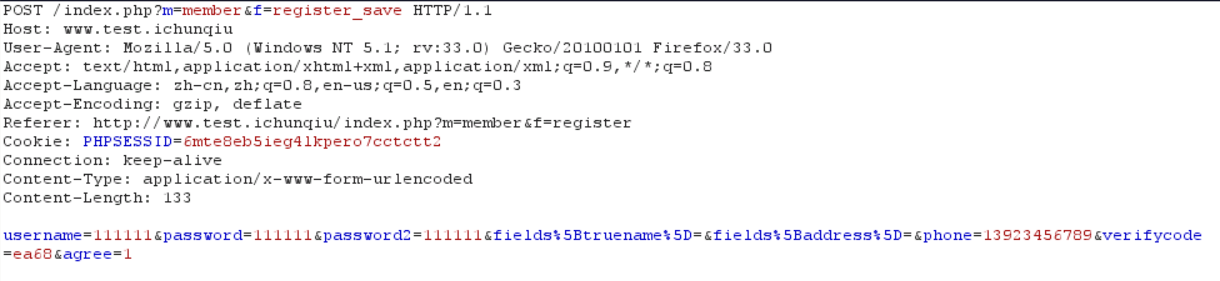 POST /index.php?m=member&f=register_save HTTP/1.1
Host: www.test.ichunqiu
User-Agent: Mozilla/5.0 (Windows NT 5.1; rv:33.0) Gecko/20100101 Firefox/33.0
Accept: text/html,application/xhtml+xml,application/xml;q=0.9,*/*;q=0.8
Accept-Language: zh-cn,zh;q=0.8,en-us;q=0.5,en;q=0.3
Accept-Encoding: gzip, deflate
Referer: http://www.test.ichunqiu/index.php?m=member&f=register
Cookie: PHPSESSID=6mte8eb5ieg41kpero7cctctt2
Connection: keep-alive
Content-Type: application/x-www-form-urlencoded
Content-Length: 133
username=111111&password=111111&password2=111111&fields%5Btruename%5D=&fields%5Baddress%5D=&phone=13923456789&verifycode
=ea68&agree=1